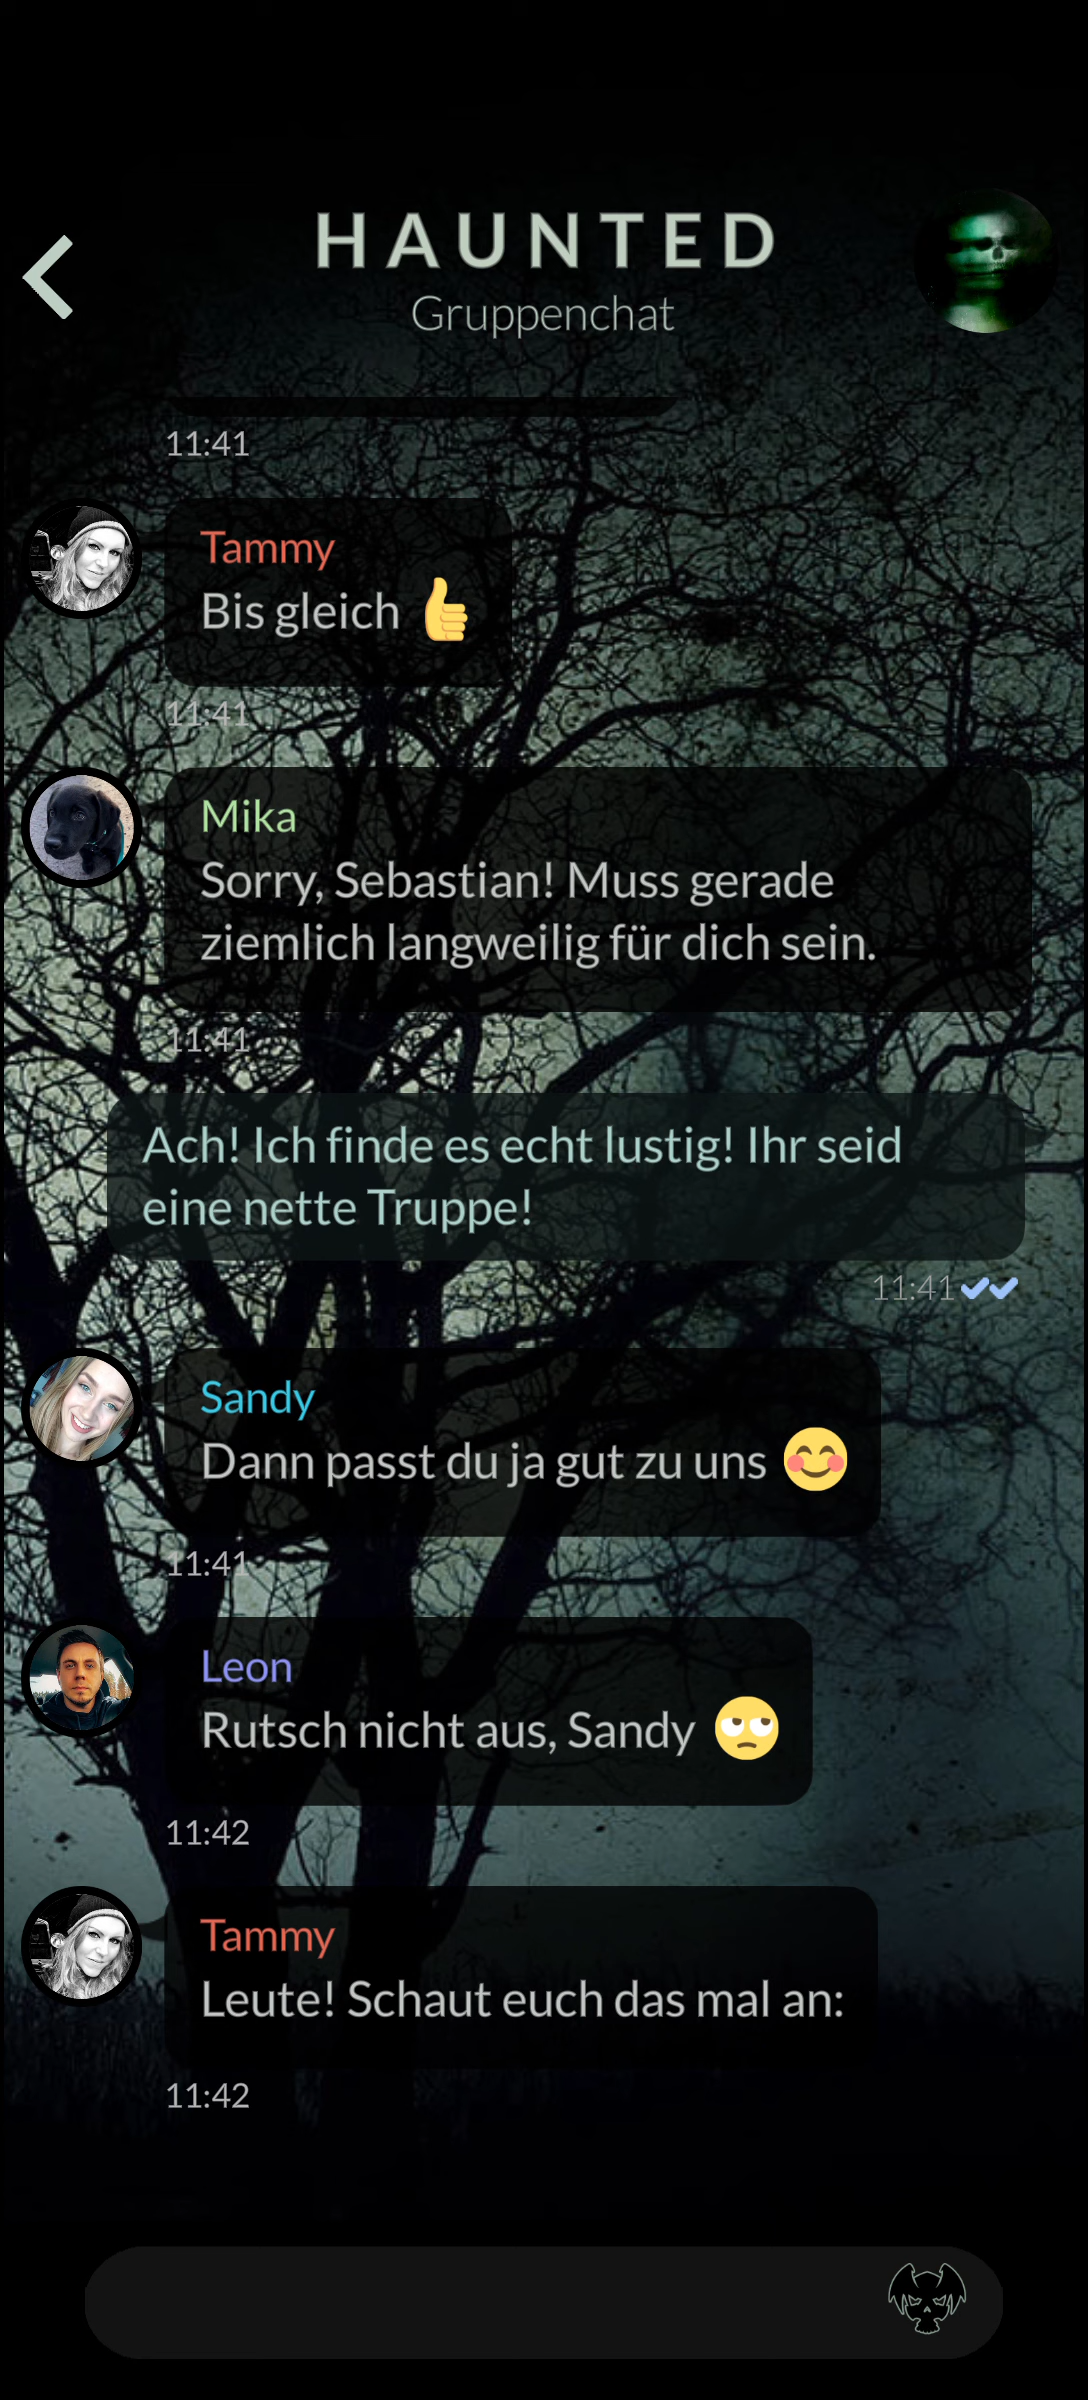 HAUNTED
Gruppenchat
11:41
Tammy
Bis gleich 👍
11:41
Mika
Sorry, Sebastian! Muss gerade
ziemlich langweilig für dich sein.
11:41
Ach! Ich finde es echt lustig! Ihr seid
eine nette Truppe!
11:41
Sandy
Dann passt du ja gut zu uns 😊
11:41
Leon
Rutsch nicht aus, Sandy 🙄
11:42
Tammy
Leute! Schaut euch das mal an:
11:42